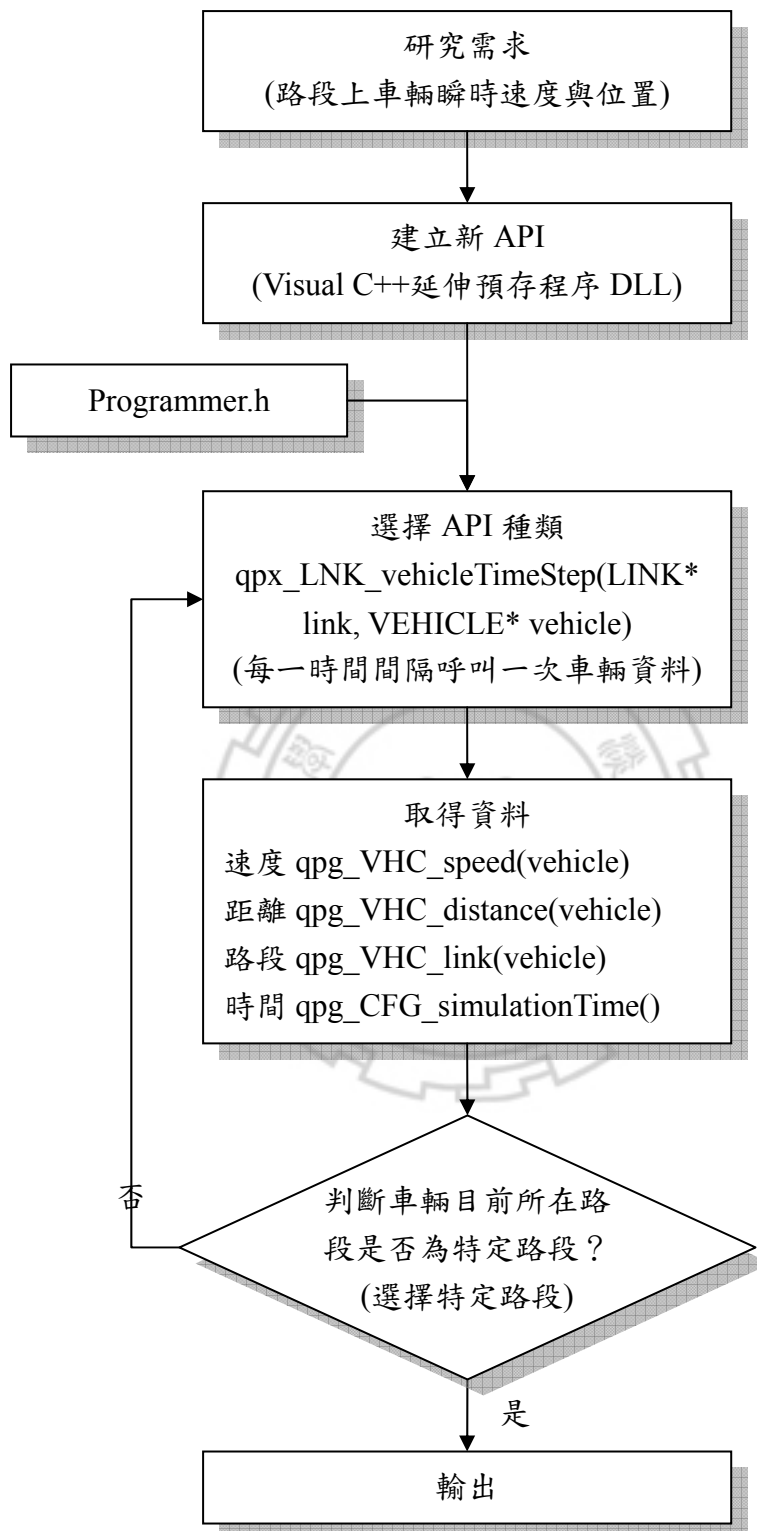 研究需求
(路段上車輛瞬時速度與位置)
建立新 API
(Visual C++延伸預存程序 DLL)
Programmer.h
選擇 API 種類
qpx_LNK_vehicleTimeStep(LINK*
link, VEHICLE* vehicle)
(每一時間間隔呼叫一次車輛資料)
取得資料
速度 qpg_VHC_speed(vehicle)
距離 qpg_VHC_distance(vehicle)
路段 qpg_VHC_link(vehicle)
時間 qpg_CFG_simulationTime()
否
判斷車輛目前所在路
段是否為特定路段？
(選擇特定路段)
是
輸出